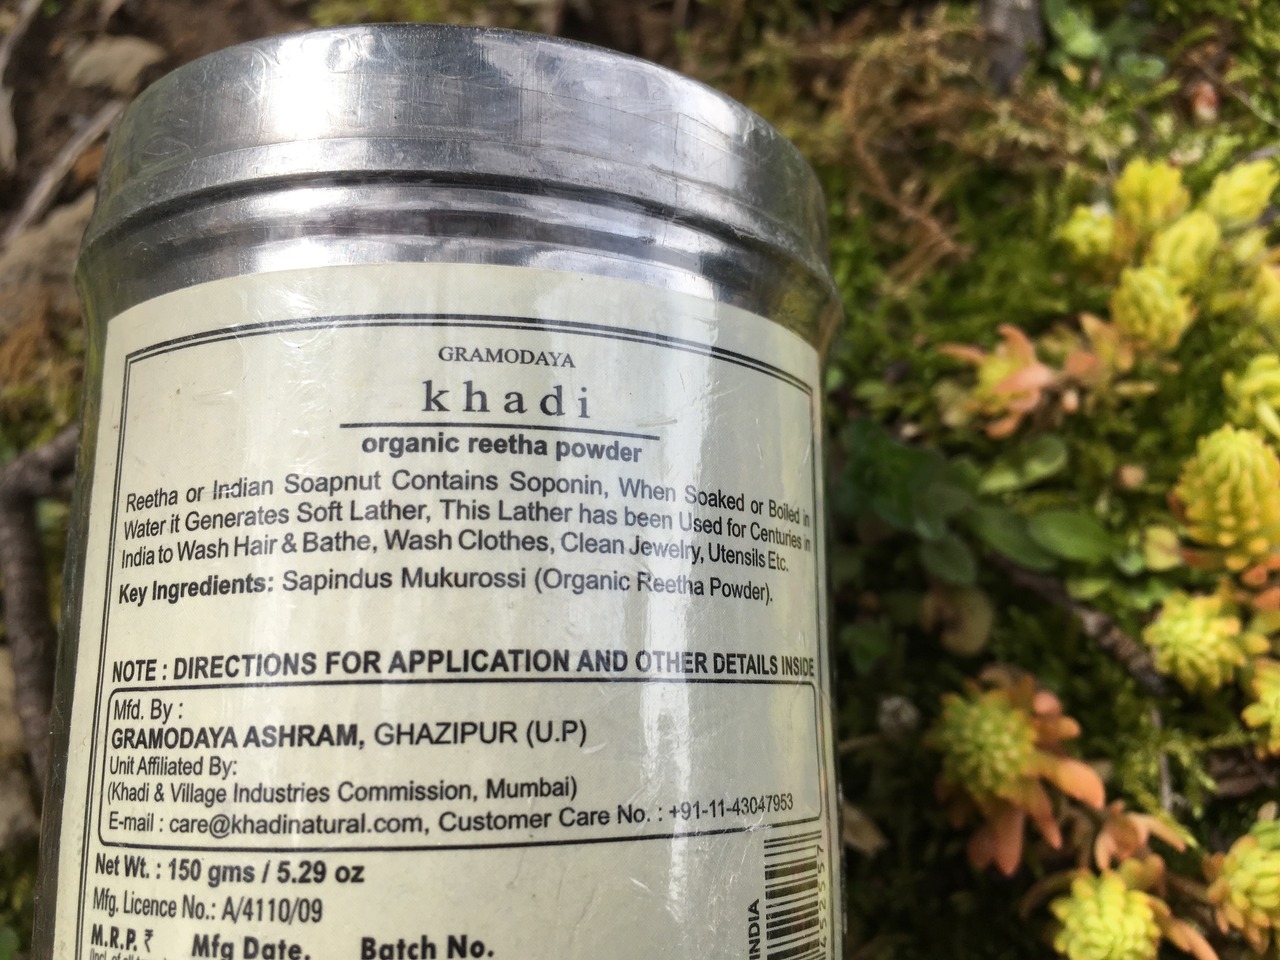 GRAMODAYA
khadi
organic reetha powder
Reetha or Indian Soapnut Contains Soponin, When Soaked or Boiled in
Water it Generates Soft Lather, This Lather has been Used for Centuries in
India to Wash Hair & Bathe, Wash Clothes, Clean Jewelry, Utensils Etc.
Key Ingredients: Sapindus Mukurossi (Organic Reetha Powder).
NOTE : DIRECTIONS FOR APPLICATION AND OTHER DETAILS INSIDE
Mfd. By :
GRAMODAYA ASHRAM, GHAZIPUR (U.P)
Unit Affiliated By:
(Khadi & Village Industries Commission, Mumbai)
E-mail : care@khadinatural.com, Customer Care No. : +91-11-43047953
Net Wt. : 150 gms / 5.29 oz
Mfg. Licence No.: A/4110/09
M.R.P. ₹ Mfg Date. Batch No.
INDIA